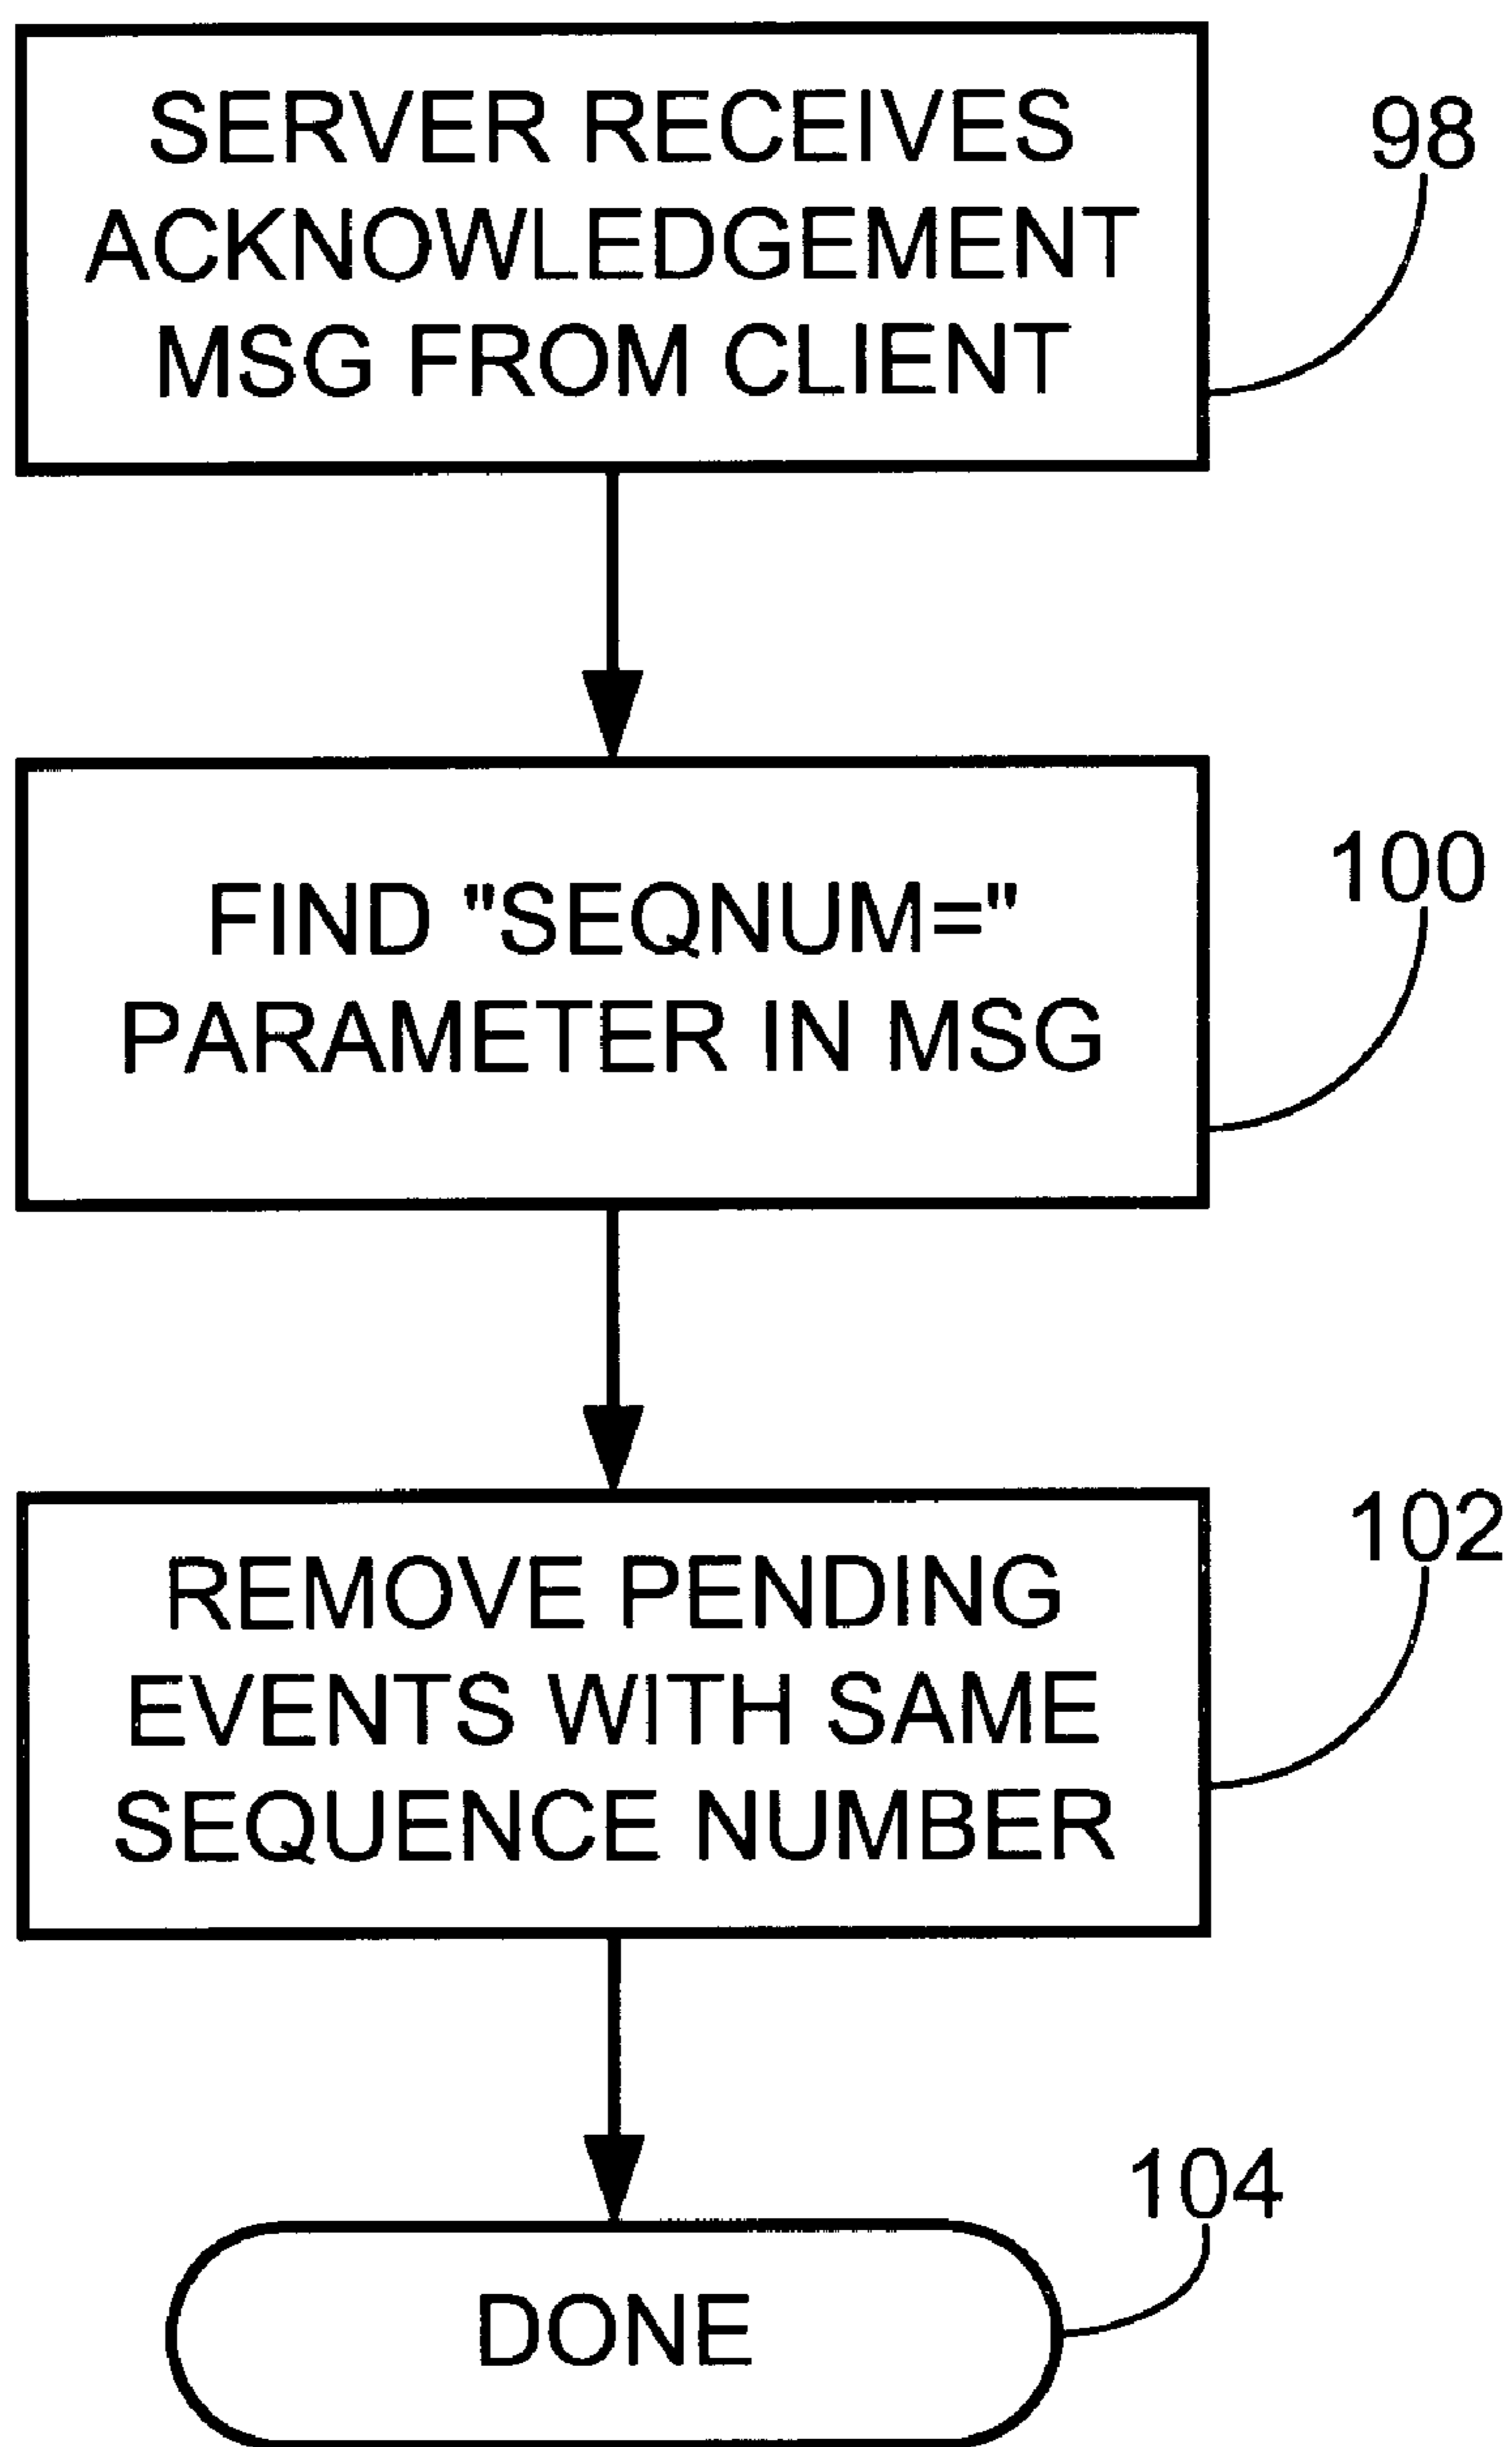 SERVER RECEIVES
ACKNOWLEDGEMENT
MSG FROM CLIENT
98
FIND "SEQNUM="
PARAMETER IN MSG
100
REMOVE PENDING
EVENTS WITH SAME
SEQUENCE NUMBER
102
DONE
104